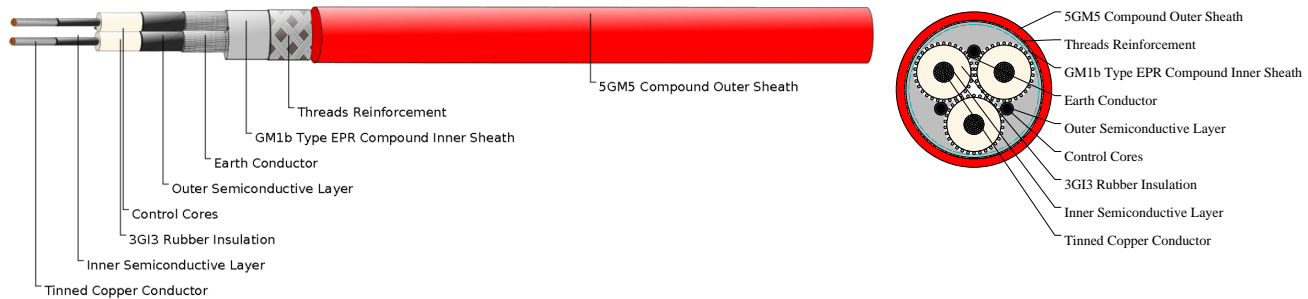 5GM5 Compound Outer Sheath
Threads Reinforcement
GM1b Type EPR Compound Inner Sheath
Earth Conductor
Outer Semiconductive Layer
Control Cores
3GI3 Rubber Insulation
Inner Semiconductive Layer
Tinned Copper Conductor
5GM5 Compound Outer Sheath
Threads Reinforcement
GM1b Type EPR Compound Inner Sheath
Earth Conductor
Outer Semiconductive Layer
Control Cores
3GI3 Rubber Insulation
Inner Semiconductive Layer
Tinned Copper Conductor